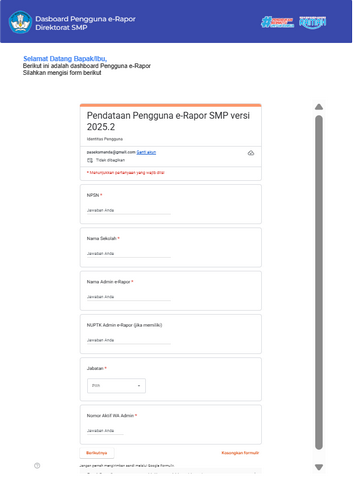 Dasboard Pengguna e-Rapor
Direktorat SMP
Selamat Datang Bapak/Ibu,
Berikut ini adalah dashboard Pengguna e-Rapor
Silahkan mengisi form berikut
Pendataan Pengguna e-Rapor SMP versi
2025.2
Identitas Pengguna
Ganti akun
Tidak dibagikan
* Menunjukkan pertanyaan yang wajib diisi
NPSN *
Jawaban Anda
Nama Sekolah *
Jawaban Anda
Nama Admin e-Rapor *
Jawaban Anda
NUPTK Admin e-Rapor (jika memiliki)
Jawaban Anda
Jabatan *
Pilih
Nomor Aktif WA Admin *
Jawaban Anda
Berikutnya
Kosongkan formulir
Jangan pernah mengirimkan sandi melalui Google Formulir.